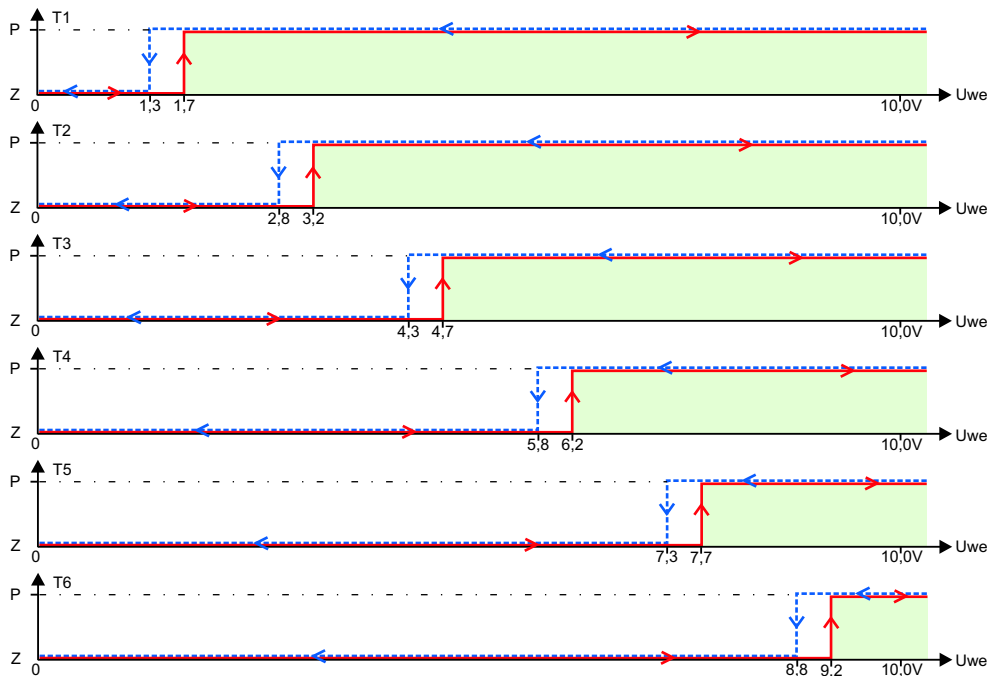 T1
P
Z
0
1,3
1,7
10,0V
Uwe
T2
P
Z
0
2,8
3,2
10,0V
Uwe
T3
P
Z
0
4,3
4,7
10,0V
Uwe
T4
P
Z
0
5,8
6,2
10,0V
Uwe
T5
P
Z
0
7,3
7,7
10,0V
Uwe
T6
P
Z
0
8,8
9,2
10,0V
Uwe